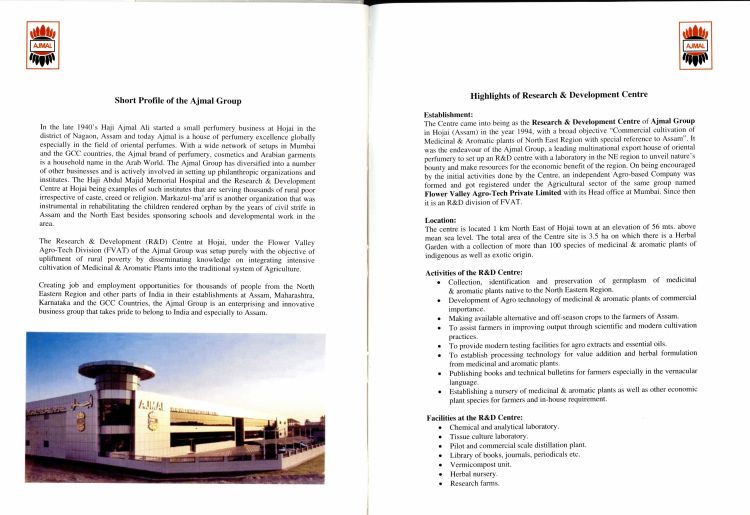 AJMAL
Short Profile of the Ajmal Group
In the late 1940's Haji Ajmal Ali started a small perfumery business at Hojai in the
district of Nagaon, Assam and today Ajmal is a house of perfumery excellence globally
especially in the field of oriental perfumes. With a wide network of setups in Mumbai
and the GCC countries, the Ajmal brand of perfumery, cosmetics and Arabian garments
is a household name in the Arab World. The Ajmal Group has diversified into a number
of other businesses and is actively involved in setting up philanthropic organizations and
institutes. The Haji Abdul Majid Memorial Hospital and the Research & Development
Centre at Hojai being examples of such institutes that are serving thousands of rural poor
irrespective of caste, creed or religion. Markazul-ma'arif is another organization that was
instrumental in rehabilitating the children rendered orphan by the years of civil strife in
Assam and the North East besides sponsoring schools and developmental work in the
area.
The Research & Development (R&D) Centre at Hojai, under the Flower Valley
Agro-Tech Division (FVAT) of the Ajmal Group was setup purely with the objective of
upliftment of rural poverty by disseminating knowledge on integrating intensive
cultivation of Medicinal & Aromatic Plants into the traditional system of Agriculture.
Creating job and employment opportunities for thousands of people from the North
Eastern Region and other parts of India in their establishments at Assam, Maharashtra,
Karnataka and the GCC Countries, the Ajmal Group is an enterprising and innovative
business group that takes pride to belong to India and especially to Assam.
AJMAL
AJMAL
Highlights of Research & Development Centre
Establishment:
The Centre came into being as the Research & Development Centre of Ajmal Group
in Hojai (Assam) in the year 1994, with a broad objective "Commercial cultivation of
Medicinal & Aromatic plants of North East Region with special reference to Assam". It
was the endeavour of the Ajmal Group, a leading multinational export house of oriental
perfumery to set up an R&D centre with a laboratory in the NE region to unveil nature's
bounty and make resources for the economic benefit of the region. On being encouraged
by the initial activities done by the Centre, an independent Agro-based Company was
formed and got registered under the Agricultural sector of the same group named
Flower Valley Agro-Tech Private Limited with its Head office at Mumbai. Since then
it is an R&D division of FVAT.
Location:
The centre is located 1 km North East of Hojai town at an elevation of 56 mts. above
mean sea level. The total area of the Centre site is 3.5 ha on which there is a Herbal
Garden with a collection of more than 100 species of medicinal & aromatic plants of
indigenous as well as exotic origin.
Activities of the R&D Centre:
• Collection, identification and preservation of germplasm of medicinal
& aromatic plants native to the North Eastern Region.
• Development of Agro technology of medicinal & aromatic plants of commercial
importance.
• Making available alternative and off-season crops to the farmers of Assam.
• To assist farmers in improving output through scientific and modern cultivation
practices.
• To provide modern testing facilities for agro extracts and essential oils.
• To establish processing technology for value addition and herbal formulation
from medicinal and aromatic plants.
• Publishing books and technical bulletins for farmers especially in the vernacular
language.
• Establishing a nursery of medicinal & aromatic plants as well as other economic
plant species for farmers and in-house requirement.
Facilities at the R&D Centre:
• Chemical and analytical laboratory.
• Tissue culture laboratory.
• Pilot and commercial scale distillation plant.
• Library of books, journals, periodicals etc.
• Vermicompost unit.
• Herbal nursery.
• Research farms.